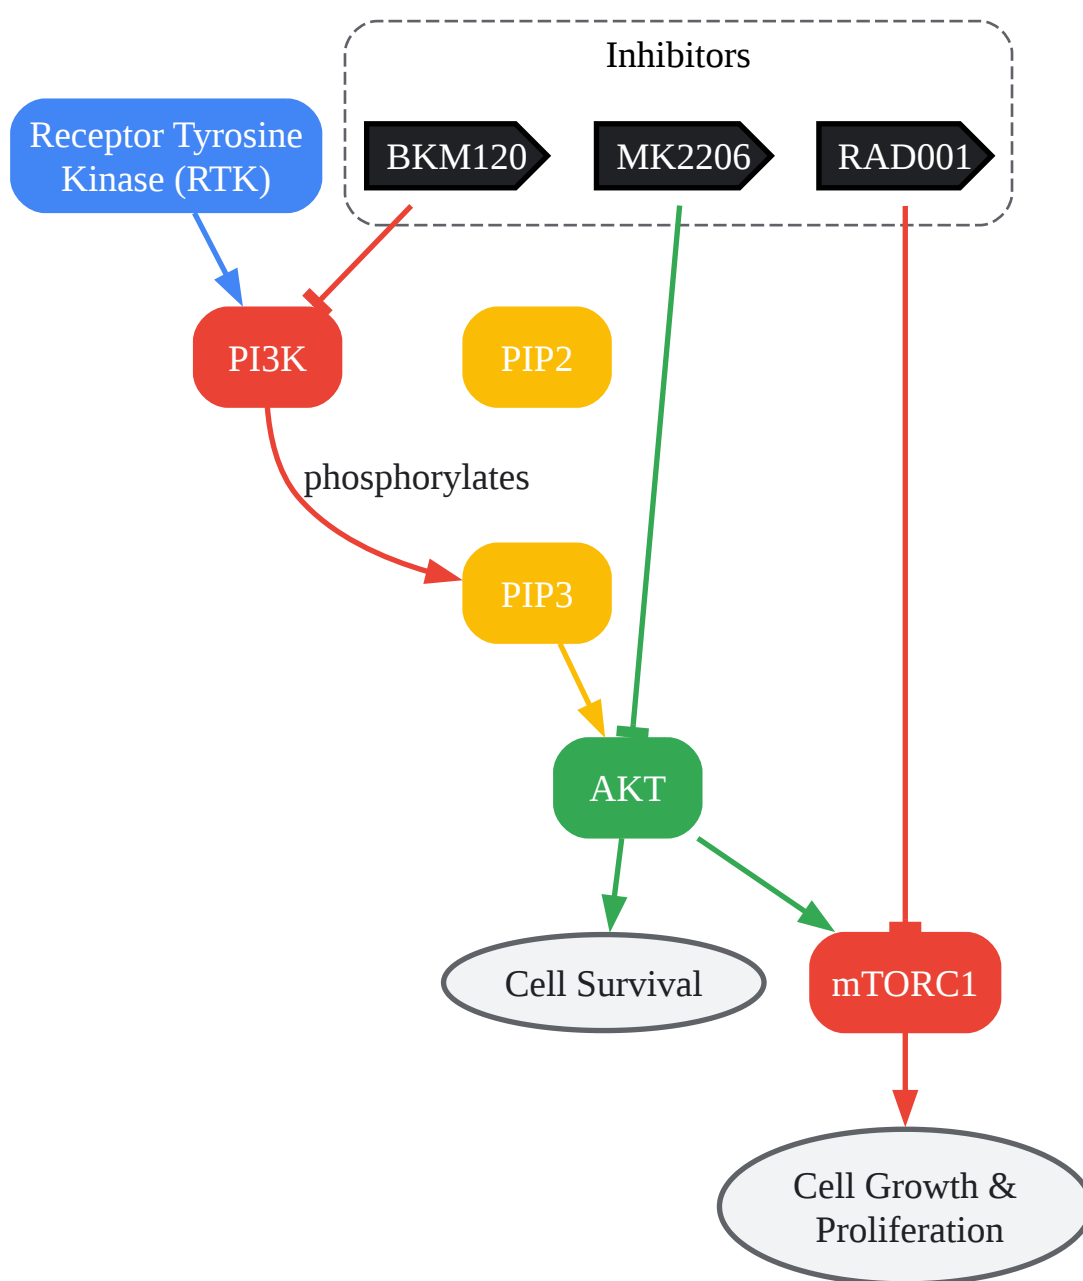 Inhibitors
Receptor Tyrosine
Kinase (RTK)
BKM120
MK2206
RAD001
PI3K
PIP2
phosphorylates
PIP3
AKT
Cell Survival
mTORC1
Cell Growth &
Proliferation